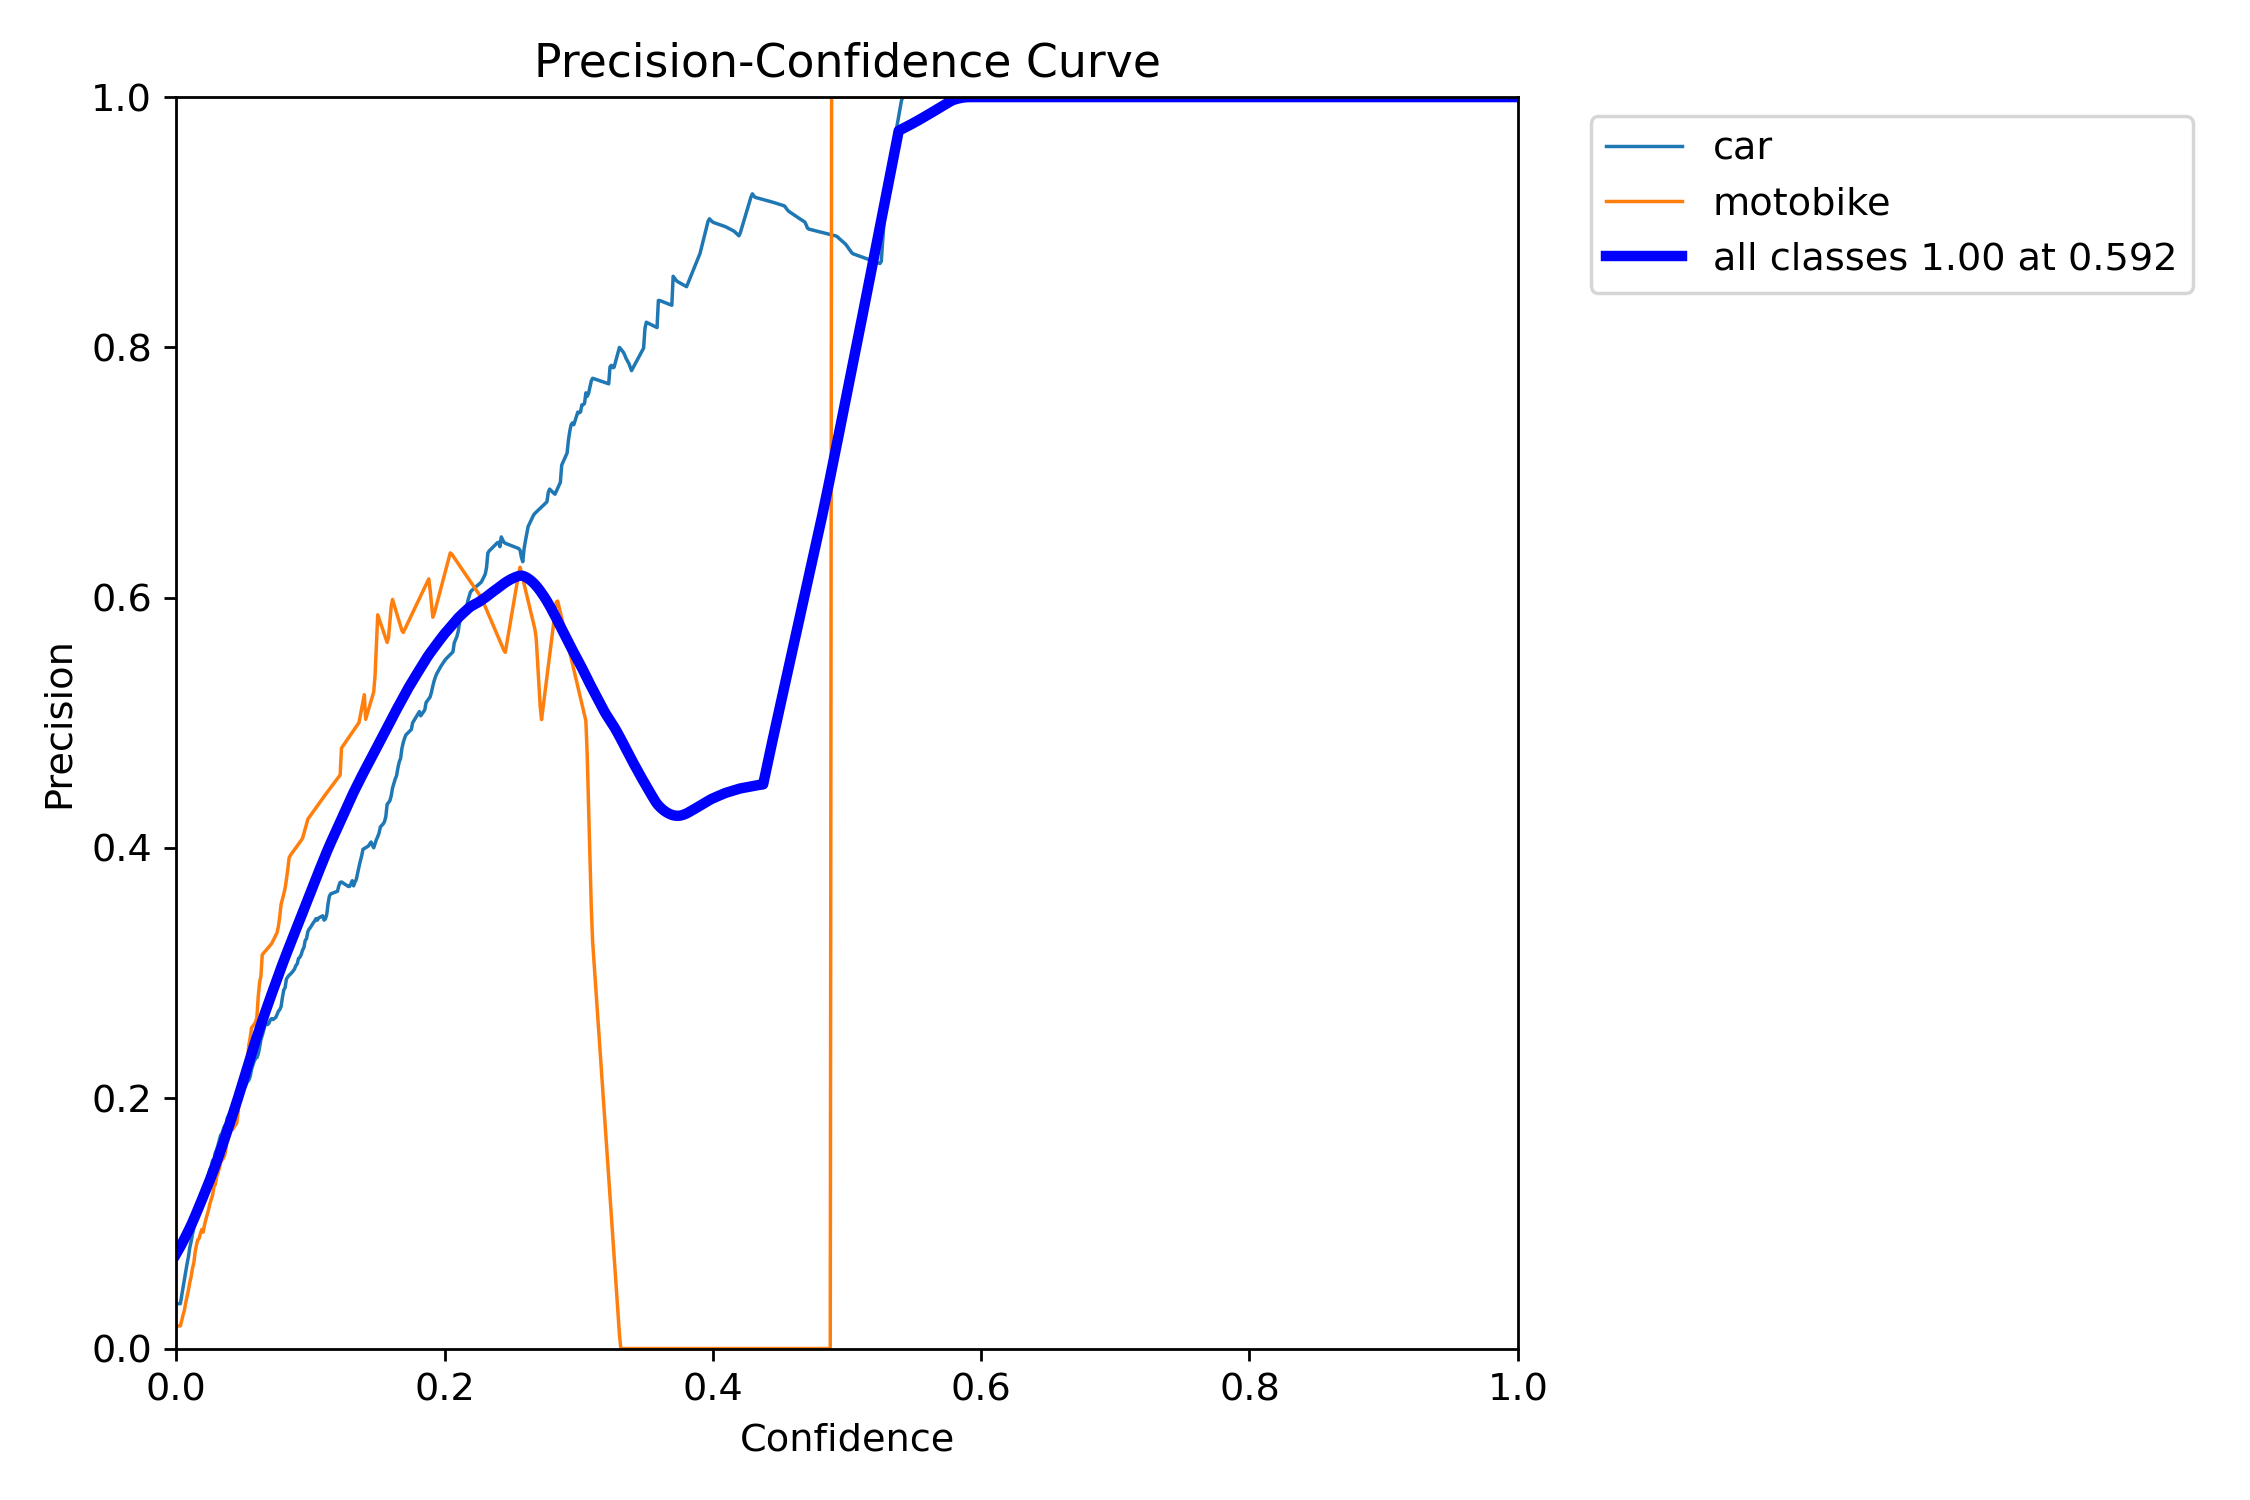 Precision-Confidence Curve
car
motobike
all classes 1.00 at 0.592
1.0
0.8
0.6
0.4
0.2
0.0
Precision
0.0 0.2 0.4 0.6 0.8 1.0
Confidence